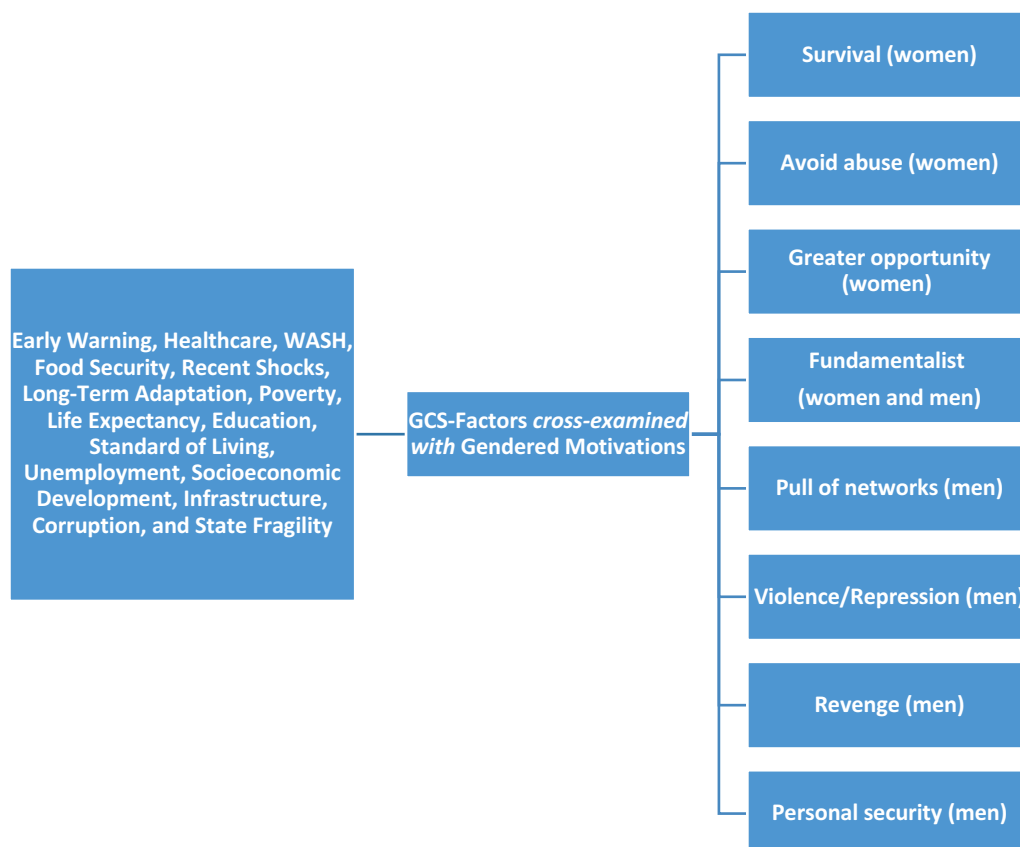 Early Warning, Healthcare, WASH,
Food Security, Recent Shocks,
Long-Term Adaptation, Poverty,
Life Expectancy, Education,
Standard of Living,
Unemployment, Socioeconomic
Development, Infrastructure,
Corruption, and State Fragility
GCS-Factors cross-examined
with Gendered Motivations
Survival (women)
Avoid abuse (women)
Greater opportunity
(women)
Fundamentalist
(women and men)
Pull of networks (men)
Violence/Repression (men)
Revenge (men)
Personal security (men)